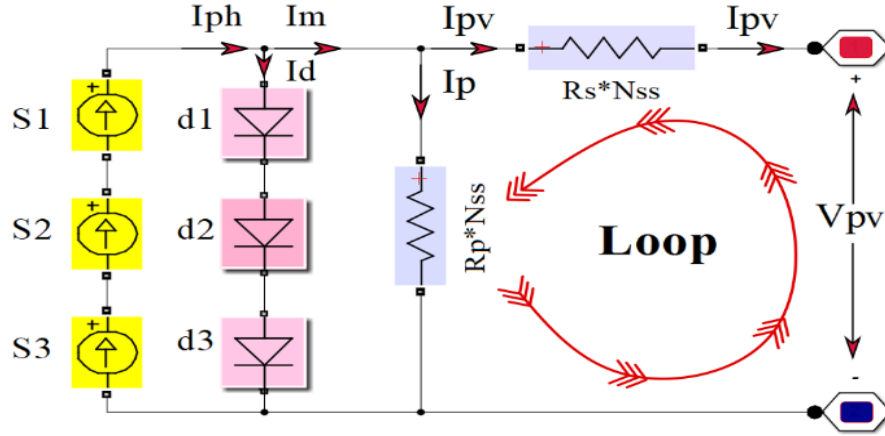 Iph
Im
Ipv
Ipv
Id
Ip
Rs*Nss
S1
d1
+
S2
d2
Rp*Nss
Loop
Vpv
S3
d3
-